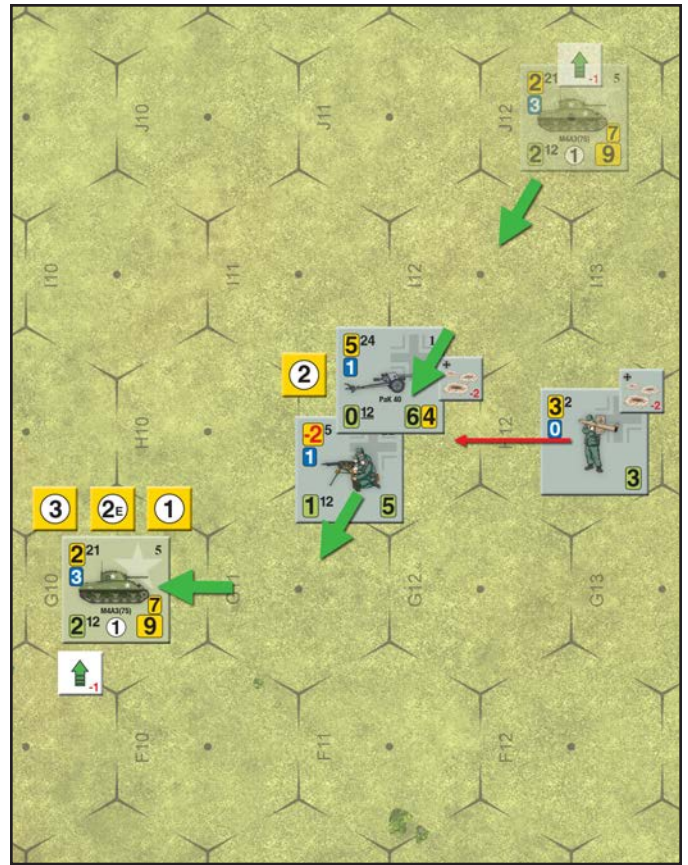 J10
J11
J12
-1
2 21 5
3
M4A3(75)
7
2 12 1 9
I10
I11
I12
I13
5 24 1
1
PaK 40
0 12 6 4
+
-2
2
H10
H12
-2 5
1
1 12 5
3 2
0
3
+
-2
3 2E 1
G10
G11
G12
G13
2 21 5
3
M4A3(75)
7
2 12 1 9
-1
F10
F11
F12